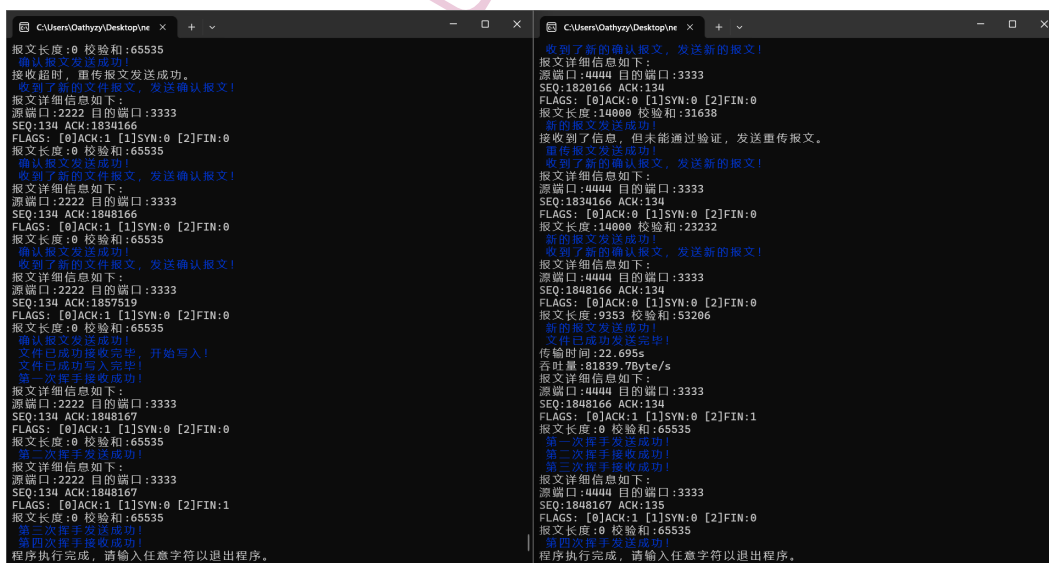 C:\Users\Oathyzy\Desktop\ne
报文长度:0 校验和:65535
确认报文发送成功!
接收超时，重传报文发送成功。
收到了新的文件报文，发送确认报文!
报文详细信息如下:
源端口:2222 目的端口:3333
SEQ:134 ACK:1834166
FLAGS: [0]ACK:1 [1]SYN:0 [2]FIN:0
报文长度:0 校验和:65535
确认报文发送成功!
收到了新的文件报文，发送确认报文!
报文详细信息如下:
源端口:2222 目的端口:3333
SEQ:134 ACK:1848166
FLAGS: [0]ACK:1 [1]SYN:0 [2]FIN:0
报文长度:0 校验和:65535
确认报文发送成功!
收到了新的文件报文，发送确认报文!
报文详细信息如下:
源端口:2222 目的端口:3333
SEQ:134 ACK:1857519
FLAGS: [0]ACK:1 [1]SYN:0 [2]FIN:0
报文长度:0 校验和:65535
确认报文发送成功!
文件已成功接收完毕，开始写入!
文件已成功写入完毕!
第一次挥手接收成功!
报文详细信息如下:
源端口:2222 目的端口:3333
SEQ:134 ACK:1848167
FLAGS: [0]ACK:1 [1]SYN:0 [2]FIN:0
报文长度:0 校验和:65535
第二次挥手发送成功!
报文详细信息如下:
源端口:2222 目的端口:3333
SEQ:134 ACK:1848167
FLAGS: [0]ACK:1 [1]SYN:0 [2]FIN:1
报文长度:0 校验和:65535
第三次挥手发送成功!
第四次挥手接收成功!
程序执行完成，请输入任意字符以退出程序。
C:\Users\Oathyzy\Desktop\ne
收到了新的确认报文，发送新的报文!
报文详细信息如下:
源端口:4444 目的端口:3333
SEQ:1820166 ACK:134
FLAGS: [0]ACK:0 [1]SYN:0 [2]FIN:0
报文长度:14000 校验和:31638
新的报文发送成功!
接收到了信息，但未能通过验证，发送重传报文。
重传报文发送成功!
收到了新的确认报文，发送新的报文!
报文详细信息如下:
源端口:4444 目的端口:3333
SEQ:1834166 ACK:134
FLAGS: [0]ACK:0 [1]SYN:0 [2]FIN:0
报文长度:14000 校验和:23232
新的报文发送成功!
收到了新的确认报文，发送新的报文!
报文详细信息如下:
源端口:4444 目的端口:3333
SEQ:1848166 ACK:134
FLAGS: [0]ACK:0 [1]SYN:0 [2]FIN:0
报文长度:9353 校验和:53206
新的报文发送成功!
文件已成功发送完毕!
传输时间:22.695s
吞吐量:81839.7Byte/s
报文详细信息如下:
源端口:4444 目的端口:3333
SEQ:1848166 ACK:134
FLAGS: [0]ACK:1 [1]SYN:0 [2]FIN:1
报文长度:0 校验和:65535
第一次挥手发送成功!
第二次挥手接收成功!
第三次挥手接收成功!
报文详细信息如下:
源端口:4444 目的端口:3333
SEQ:1848167 ACK:135
FLAGS: [0]ACK:1 [1]SYN:0 [2]FIN:0
报文长度:0 校验和:65535
第四次挥手发送成功!
程序执行完成，请输入任意字符以退出程序。